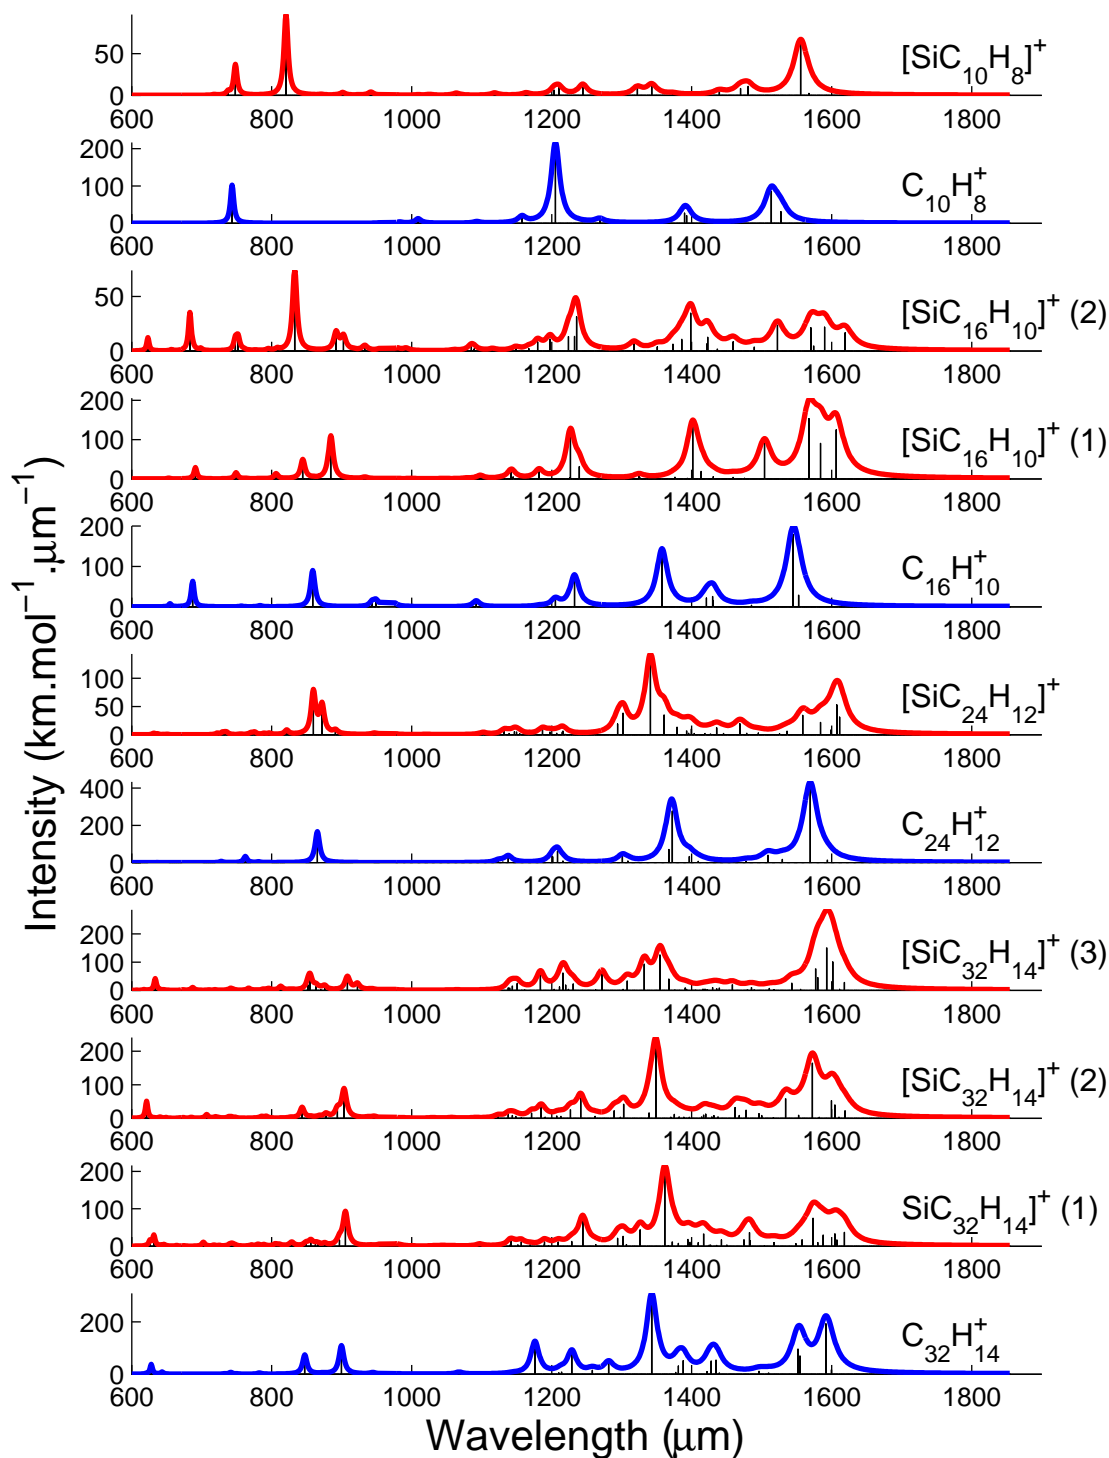 50
0
600 800 1000 1200 1400 1600 1800
[SiC10H8]+
200
100
0
600 800 1000 1200 1400 1600 1800
C10H8+
50
0
600 800 1000 1200 1400 1600 1800
[SiC16H10]+ (2)
200
100
0
600 800 1000 1200 1400 1600 1800
[SiC16H10]+ (1)
200
100
0
600 800 1000 1200 1400 1600 1800
C16H10+
100
50
0
600 800 1000 1200 1400 1600 1800
[SiC24H12]+
400
200
0
600 800 1000 1200 1400 1600 1800
C24H12+
200
100
0
600 800 1000 1200 1400 1600 1800
[SiC32H14]+ (3)
200
100
0
600 800 1000 1200 1400 1600 1800
[SiC32H14]+ (2)
200
100
0
600 800 1000 1200 1400 1600 1800
SiC32H14]+ (1)
200
0
600 800 1000 1200 1400 1600 1800
C32H14+
Intensity (km.mol−1.μm−1)
Wavelength (μm)